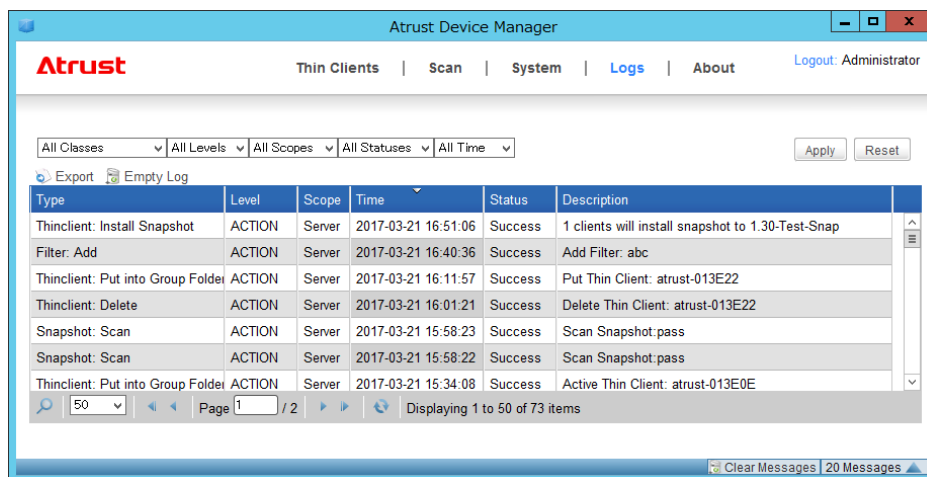 Atrust Device Manager
Atrust Thin Clients | Scan | System | Logs | About Logout: Administrator
All Classes All Levels All Scopes All Statuses All Time Apply Reset
Export Empty Log
Type Level Scope Time Status Description
Thinclient: Install Snapshot ACTION Server 2017-03-21 16:51:06 Success 1 clients will install snapshot to 1.30-Test-Snap
Filter: Add ACTION Server 2017-03-21 16:40:36 Success Add Filter: abc
Thinclient: Put into Group Folder ACTION Server 2017-03-21 16:11:57 Success Put Thin Client: atrust-013E22
Thinclient: Delete ACTION Server 2017-03-21 16:01:21 Success Delete Thin Client: atrust-013E22
Snapshot: Scan ACTION Server 2017-03-21 15:58:23 Success Scan Snapshot:pass
Snapshot: Scan ACTION Server 2017-03-21 15:58:22 Success Scan Snapshot:pass
Thinclient: Put into Group Folder ACTION Server 2017-03-21 15:34:08 Success Active Thin Client: atrust-013E0E
50 Page 1 / 2 Displaying 1 to 50 of 73 items
Clear Messages 20 Messages